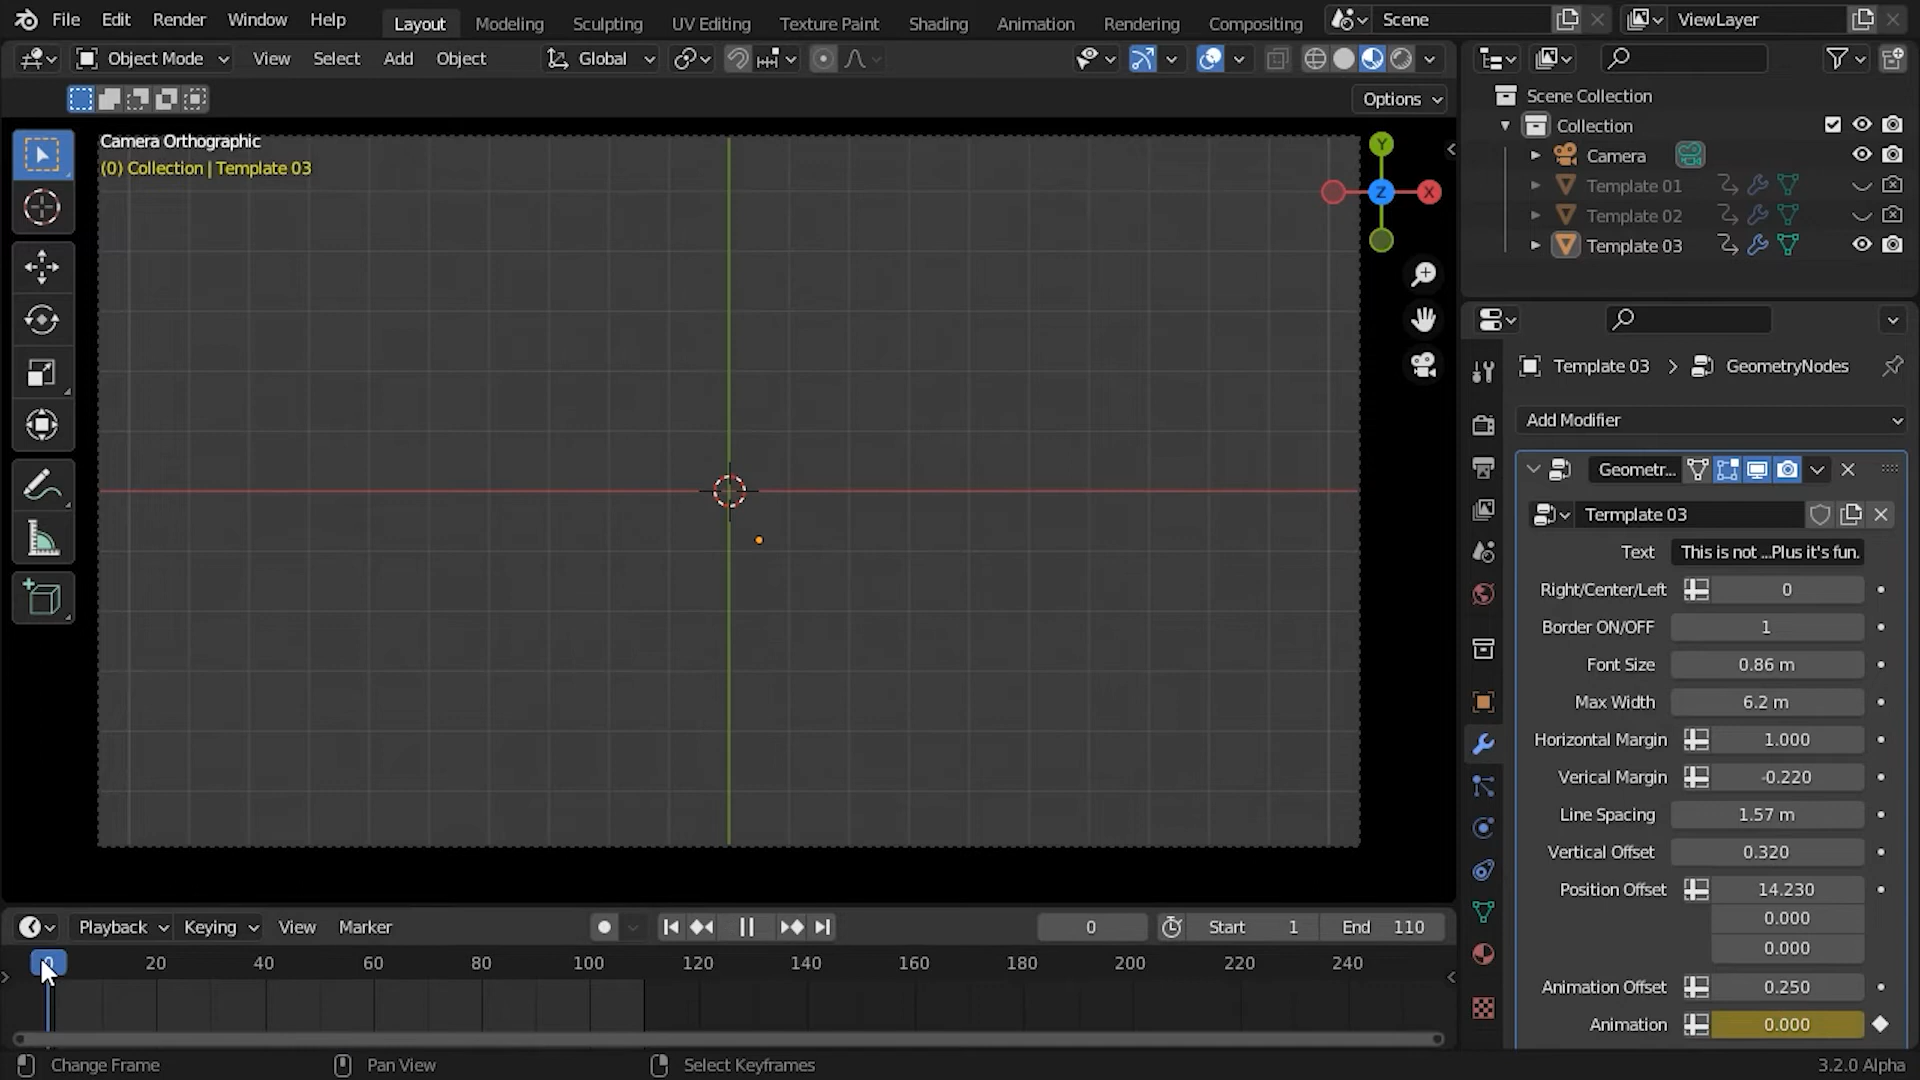 File Edit Render Window Help Layout Modeling Sculpting UV Editing Texture Paint Shading Animation Rendering Compositing Scene ViewLayer
Object Mode View Select Add Object Global
Options
Camera Orthographic
(0) Collection | Template 03
Y
Z
X
Scene Collection
Collection
Camera
Template 01
Template 02
Template 03
Template 03 > GeometryNodes
Add Modifier
Geometr...
Termplate 03
Text This is not ...Plus it's fun.
Right/Center/Left 0
Border ON/OFF 1
Font Size 0.86 m
Max Width 6.2 m
Horizontal Margin 1.000
Verical Margin -0.220
Line Spacing 1.57 m
Vertical Offset 0.320
Position Offset 14.230
0.000
0.000
Animation Offset 0.250
Animation 0.000
Playback Keying View Marker 0 Start 1 End 110
0 20 40 60 80 100 120 140 160 180 200 220 240
Change Frame Pan View Select Keyframes 3.2.0 Alpha